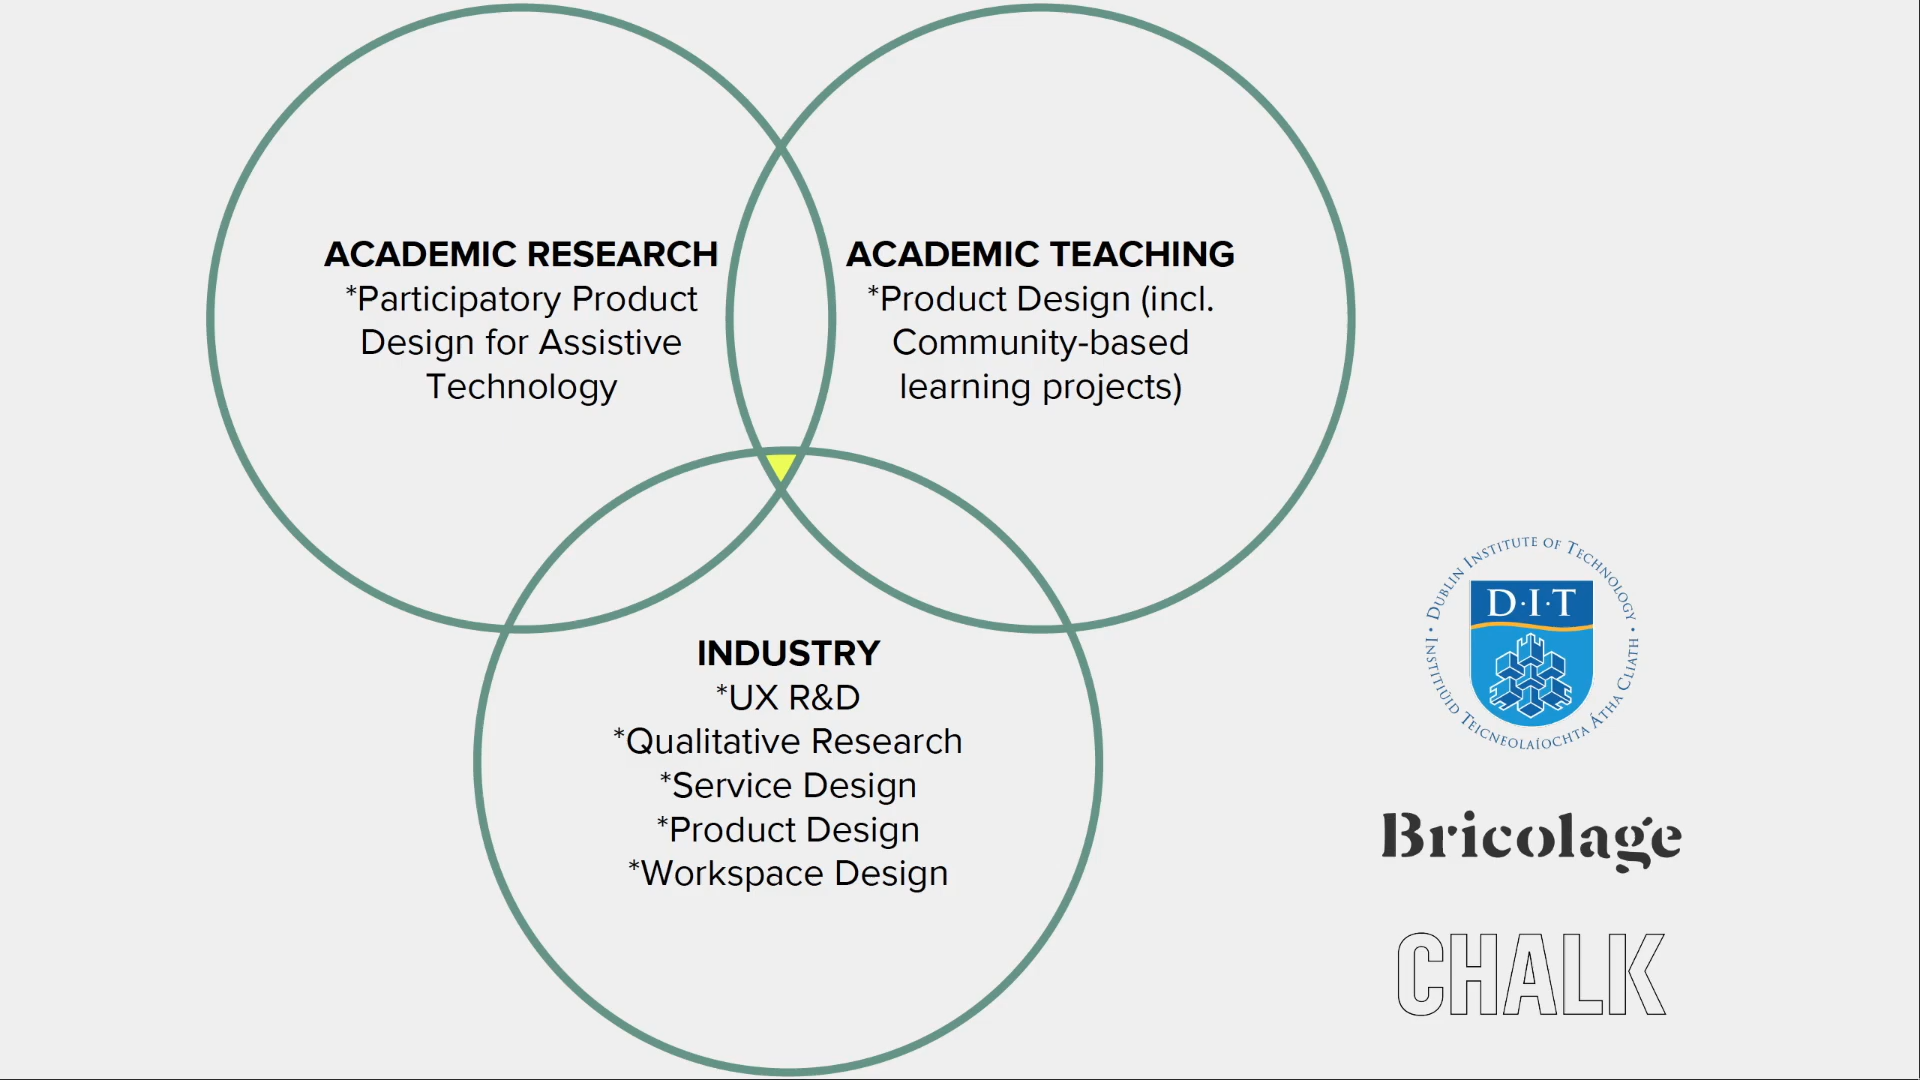 ACADEMIC RESEARCH
*Participatory Product
Design for Assistive
Technology
ACADEMIC TEACHING
*Product Design (incl.
Community-based
learning projects)
INDUSTRY
*UX R&D
*Qualitative Research
*Service Design
*Product Design
*Workspace Design
• DUBLIN INSTITUTE OF TECHNOLOGY •
D·I·T
INSTITIÚID TEICNEOLAÍOCHTA ÁTHA CLIATH
Bricolage
CHALK